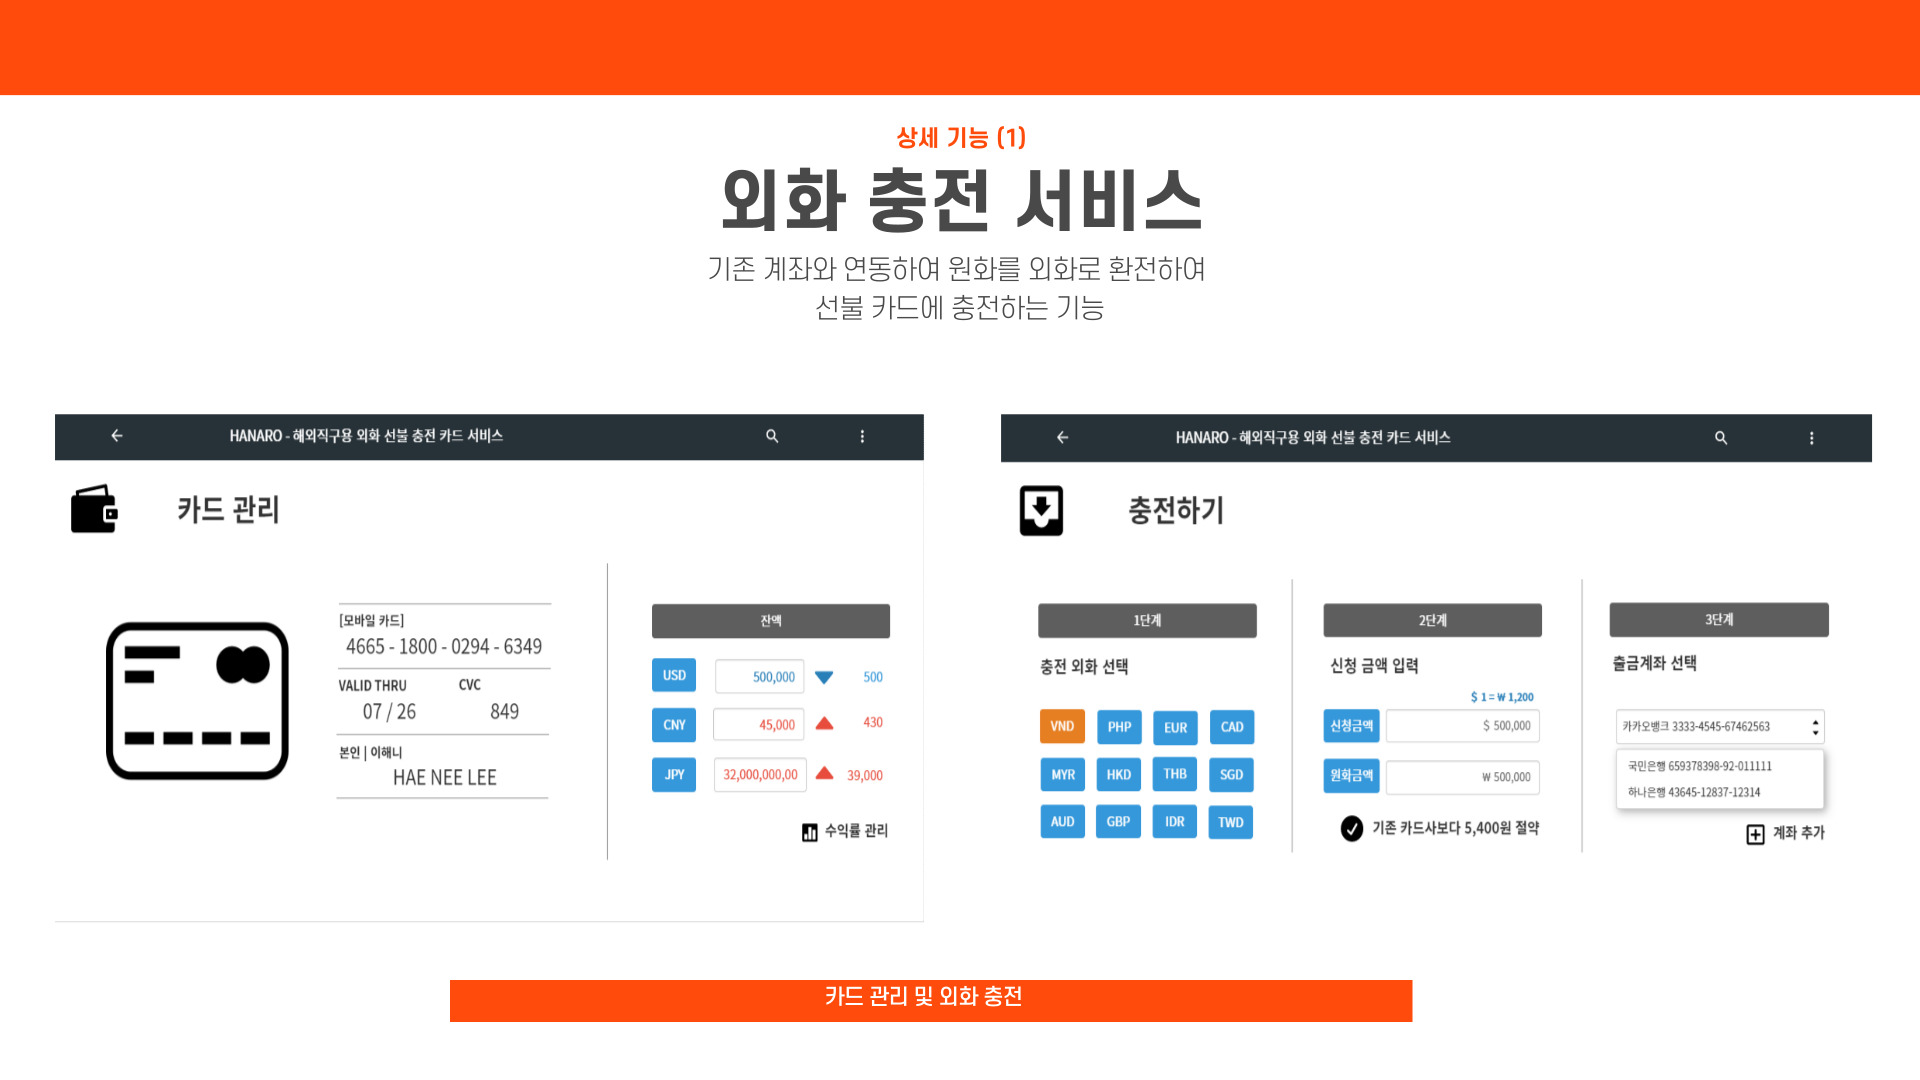 상세 기능 (1)
외화 충전 서비스
기존 계좌와 연동하여 원화를 외화로 환전하여
선불 카드에 충전하는 기능
HANARO - 해외직구용 외화 선불 충전 카드 서비스
카드 관리
[모바일 카드]
4665 - 1800 - 0294 - 6349
VALID THRU CVC
07 / 26 849
본인 | 이해니
HAE NEE LEE
잔액
USD 500,000 500
CNY 45,000 430
JPY 32,000,000,00 39,000
수익률 관리
HANARO - 해외직구용 외화 선불 충전 카드 서비스
충전하기
1단계
충전 외화 선택
VND PHP EUR CAD
MYR HKD THB SGD
AUD GBP IDR TWD
2단계
신청 금액 입력
$ 1 = ₩ 1,200
신청금액 $ 500,000
원화금액 ₩ 500,000
기존 카드사보다 5,400원 절약
3단계
출금계좌 선택
카카오뱅크 3333-4545-67462563
국민은행 659378398-92-011111
하나은행 43645-12837-12314
계좌 추가
카드 관리 및 외화 충전